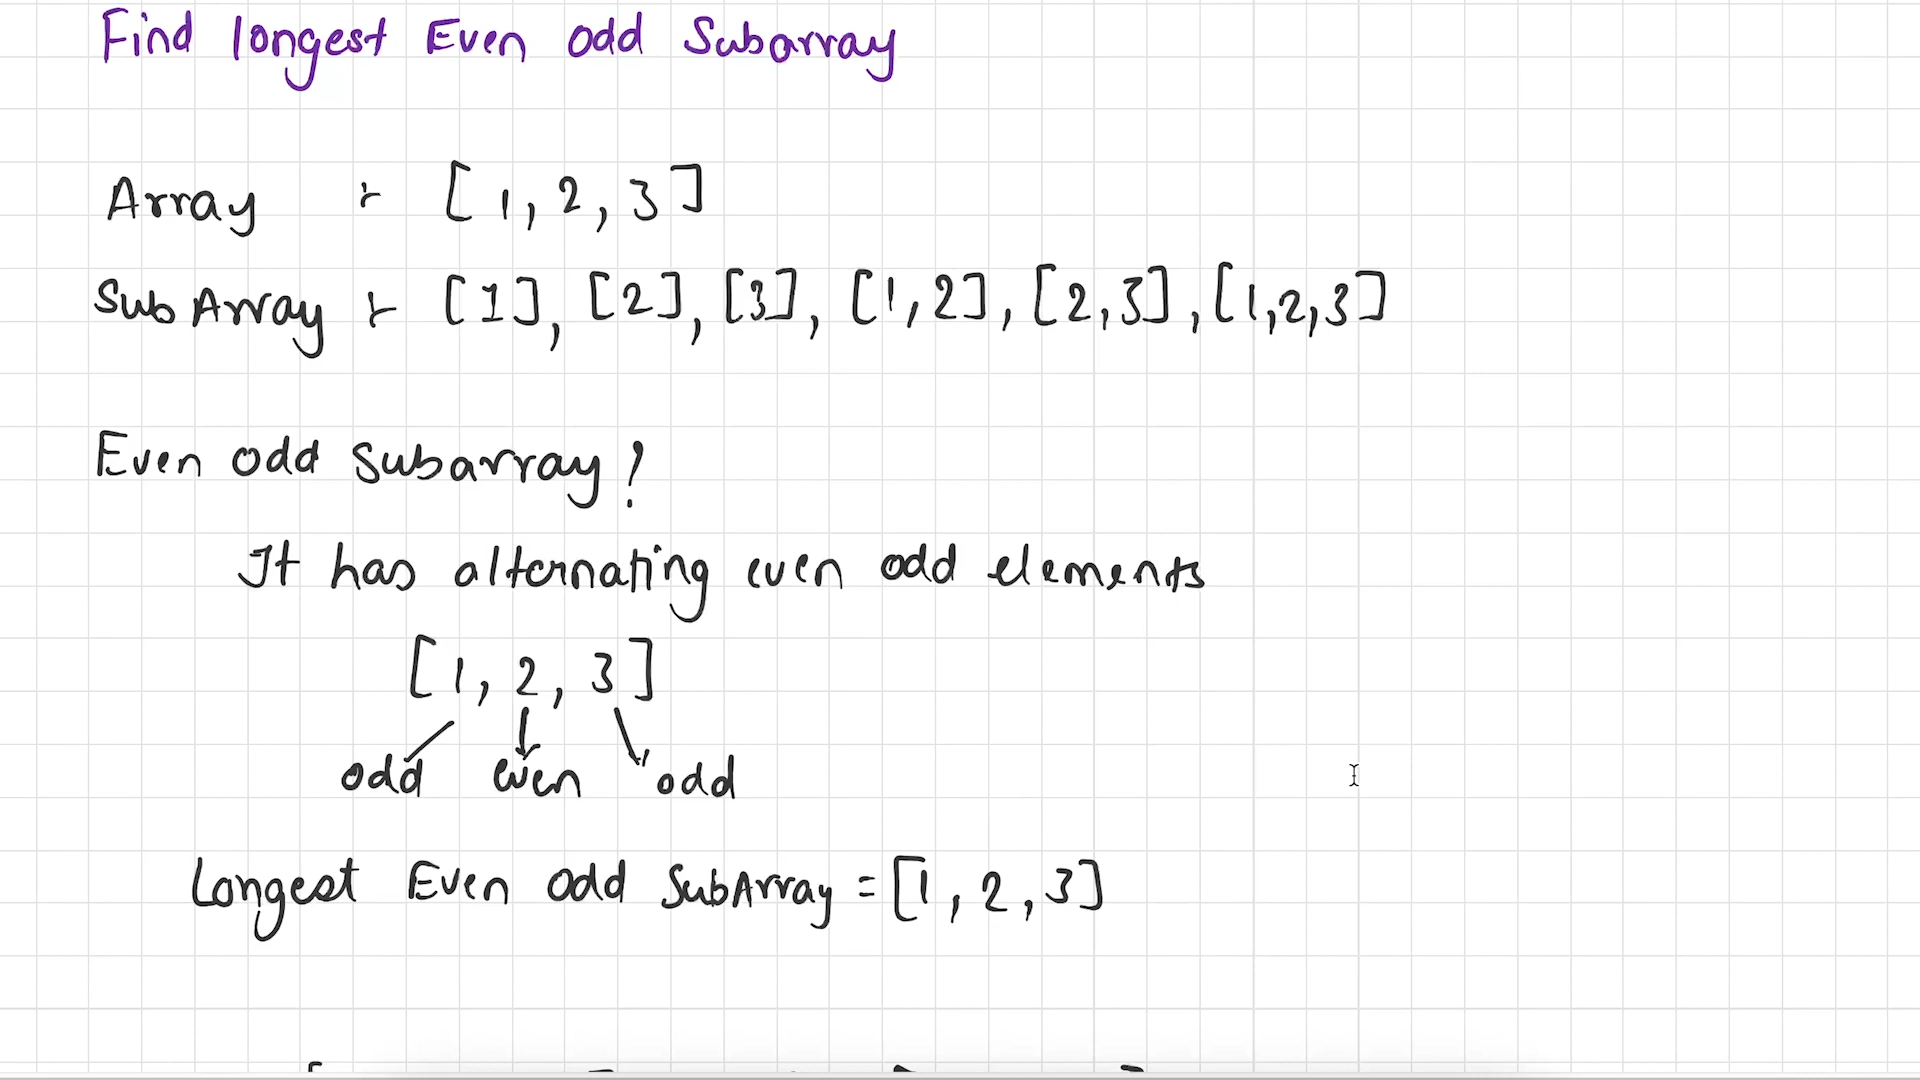 Find longest Even odd Subarray
Array :- [1, 2, 3]
SubArray :- [1], [2], [3], [1,2], [2,3], [1,2,3]
Even odd subarray?
It has alternating even odd elements
[1, 2, 3]
odd even odd
Longest Even odd SubArray = [1, 2, 3]